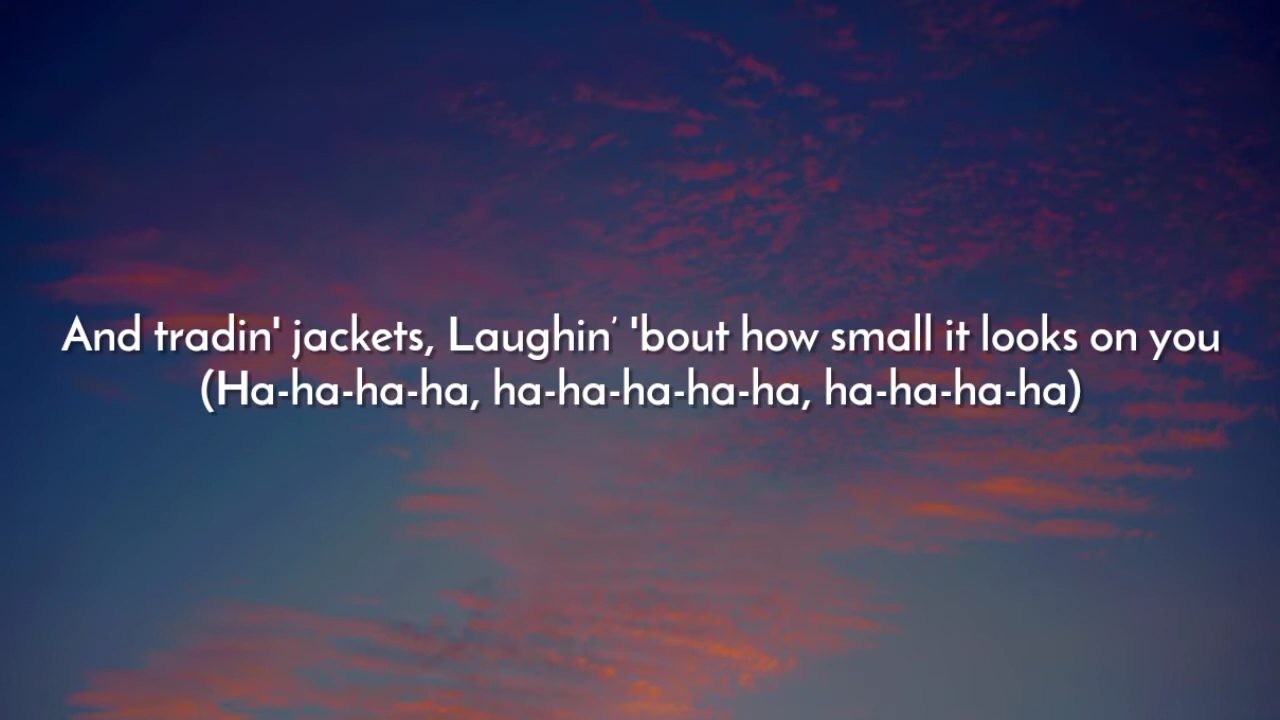 And tradin' jackets, Laughin’ 'bout how small it looks on you
(Ha-ha-ha-ha, ha-ha-ha-ha-ha, ha-ha-ha-ha)